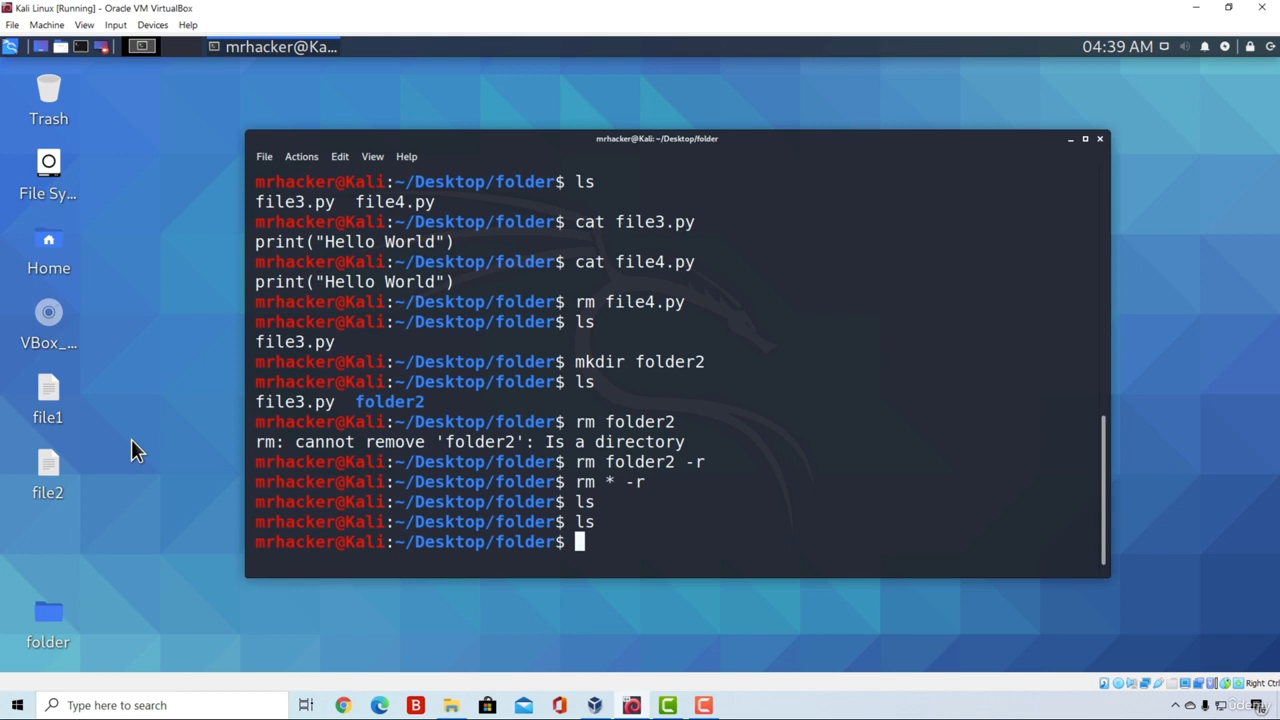 Kali Linux [Running] - Oracle VM VirtualBox
File Machine View Input Devices Help
mrhacker@Ka...
04:39 AM
Trash
File Sy...
Home
VBox_...
file1
file2
folder
mrhacker@Kali:~/Desktop/folder
File Actions Edit View Help
mrhacker@Kali:~/Desktop/folder$ ls
file3.py file4.py
mrhacker@Kali:~/Desktop/folder$ cat file3.py
print("Hello World")
mrhacker@Kali:~/Desktop/folder$ cat file4.py
print("Hello World")
mrhacker@Kali:~/Desktop/folder$ rm file4.py
mrhacker@Kali:~/Desktop/folder$ ls
file3.py
mrhacker@Kali:~/Desktop/folder$ mkdir folder2
mrhacker@Kali:~/Desktop/folder$ ls
file3.py folder2
mrhacker@Kali:~/Desktop/folder$ rm folder2
rm: cannot remove 'folder2': Is a directory
mrhacker@Kali:~/Desktop/folder$ rm folder2 -r
mrhacker@Kali:~/Desktop/folder$ rm * -r
mrhacker@Kali:~/Desktop/folder$ ls
mrhacker@Kali:~/Desktop/folder$ ls
mrhacker@Kali:~/Desktop/folder$
Right Ctrl
Type here to search
B
Udemy